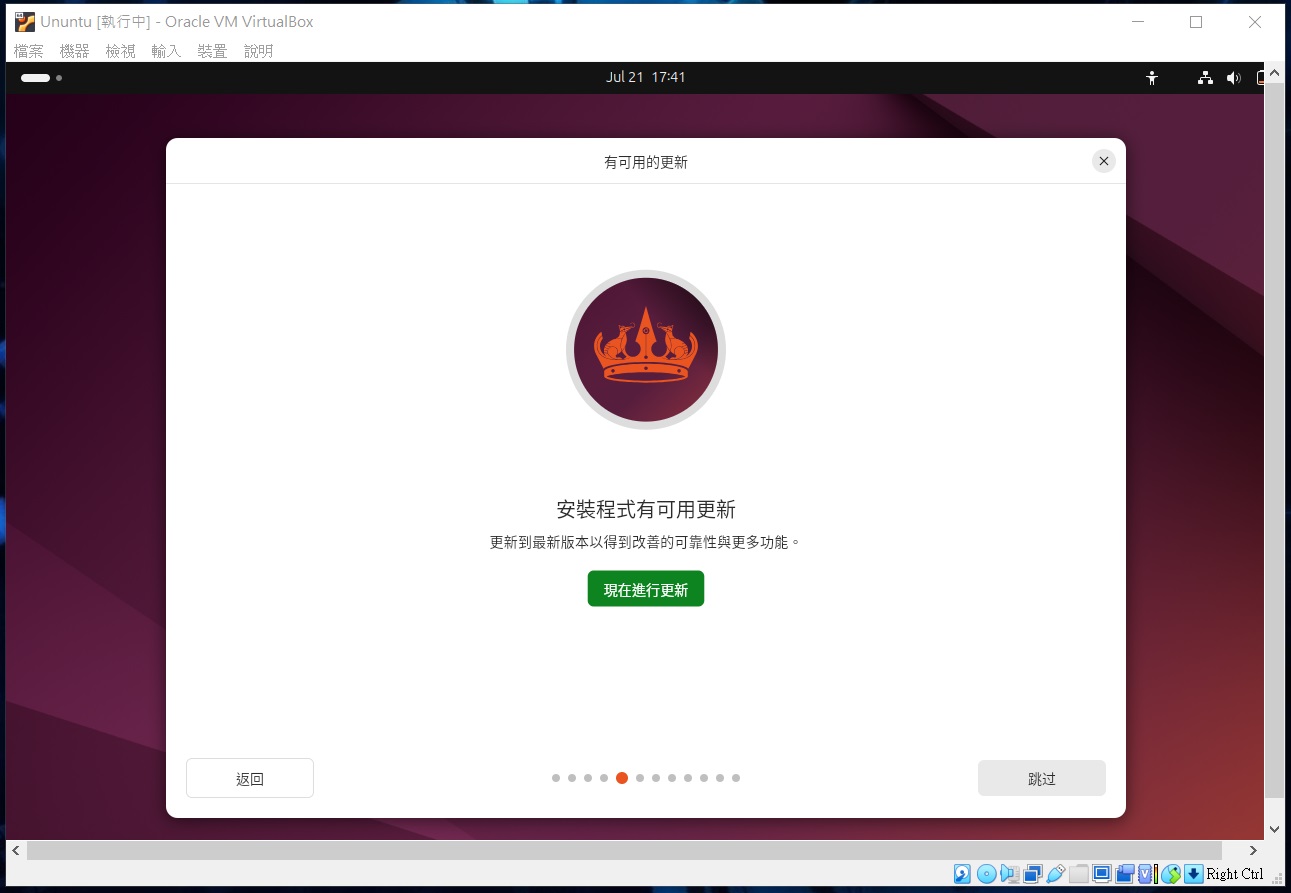 Ununtu [執行中] - Oracle VM VirtualBox
檔案 機器 檢視 輸入 裝置 說明
Jul 21 17:41
有可用的更新
安裝程式有可用更新
更新到最新版本以得到改善的可靠性與更多功能。
現在進行更新
返回
跳过
Right Ctrl